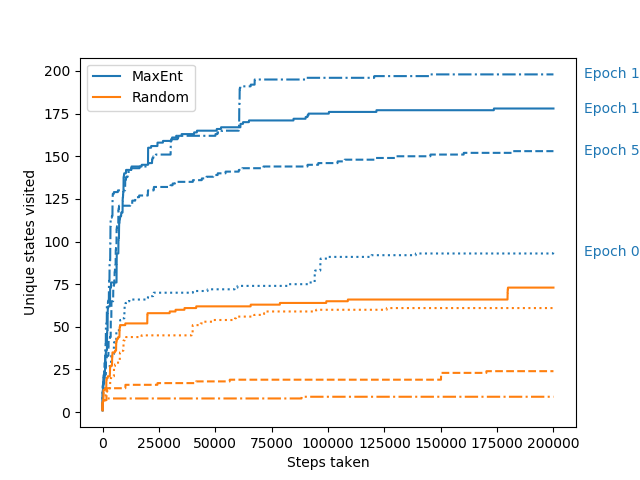 MaxEnt
Random
Epoch 1
Epoch 1
Epoch 5
Epoch 0
200
175
150
125
100
75
50
25
0
Unique states visited
0 25000 50000 75000 100000 125000 150000 175000 200000
Steps taken